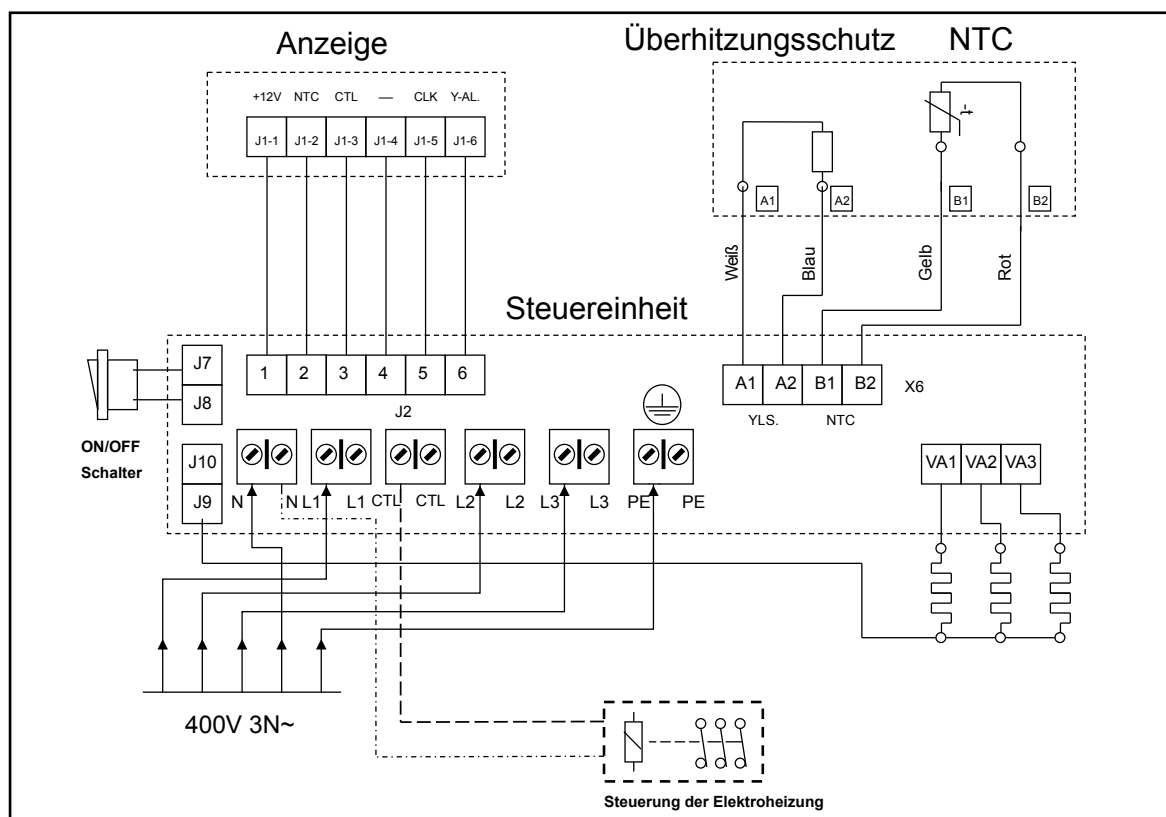 Anzeige
Überhitzungsschutz NTC
+12V NTC CTL — CLK Y-AL.
J1-1 J1-2 J1-3 J1-4 J1-5 J1-6
t-
A1 A2 B1 B2
Weiß Blau Gelb Rot
Steuereinheit
J7
J8
1 2 3 4 5 6
J2
A1 A2 B1 B2 X6
YLS. NTC
ON/OFF
Schalter
J10
J9
N N L1 L1 CTL CTL L2 L2 L3 L3 PE PE
VA1 VA2 VA3
400V 3N~
Steuerung der Elektroheizung